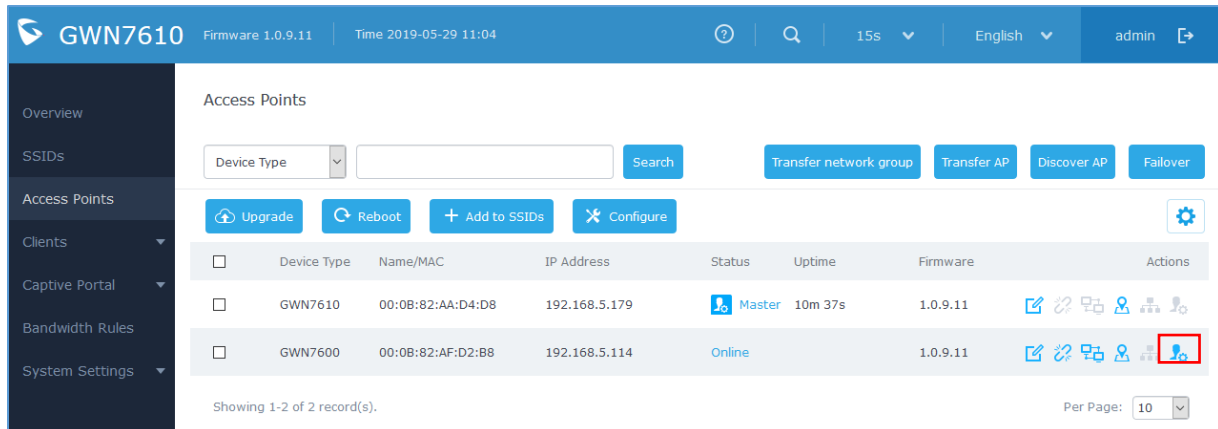 GWN7610 Firmware 1.0.9.11 Time 2019-05-29 11:04 15s English admin
Overview
SSIDs
Access Points
Clients
Captive Portal
Bandwidth Rules
System Settings
Access Points
Device Type Search Transfer network group Transfer AP Discover AP Failover
Upgrade Reboot + Add to SSIDs Configure
Device Type Name/MAC IP Address Status Uptime Firmware Actions
GWN7610 00:0B:82:AA:D4:D8 192.168.5.179 Master 10m 37s 1.0.9.11
GWN7600 00:0B:82:AF:D2:B8 192.168.5.114 Online 1.0.9.11
Showing 1-2 of 2 record(s). Per Page: 10